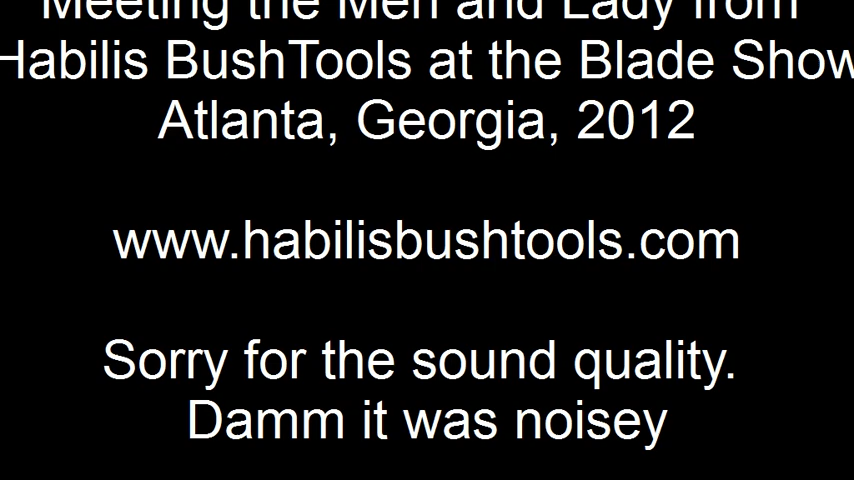 Meeting the Men and Lady from
Habilis BushTools at the Blade Show
Atlanta, Georgia, 2012
www.habilisbushtools.com
Sorry for the sound quality.
Damm it was noisey